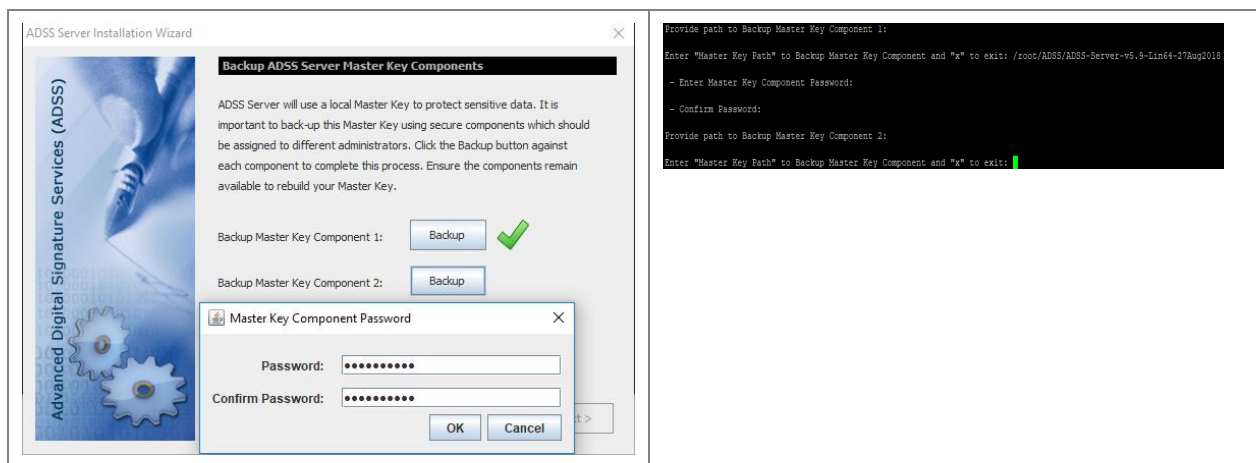 ADSS Server Installation Wizard
Advanced Digital Signature Services (ADSS)
Backup ADSS Server Master Key Components
ADSS Server will use a local Master Key to protect sensitive data. It is
important to back-up this Master Key using secure components which should
be assigned to different administrators. Click the Backup button against
each component to complete this process. Ensure the components remain
available to rebuild your Master Key.
Backup Master Key Component 1: Backup
Backup Master Key Component 2: Backup
Master Key Component Password
Password:
Confirm Password:
OK Cancel
Provide path to Backup Master Key Component 1:
Enter "Master Key Path" to Backup Master Key Component and "x" to exit: /root/ADSS/ADSS-Server-v5.9-Lin64-27Aug2018
- Enter Master Key Component Password:
- Confirm Password:
Provide path to Backup Master Key Component 2:
Enter "Master Key Path" to Backup Master Key Component and "x" to exit: